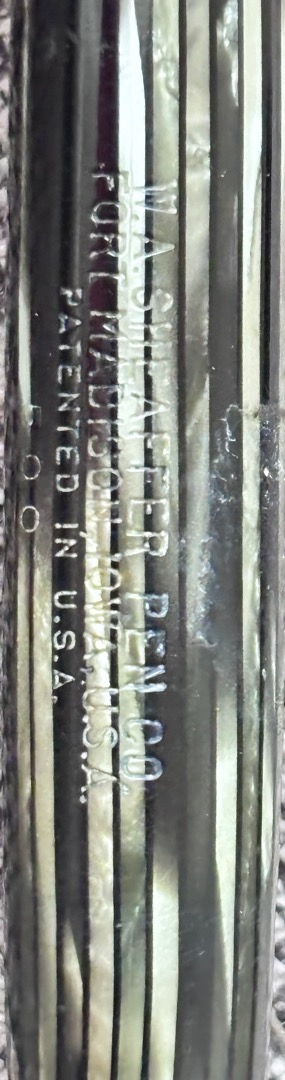 W.A.SHEAFFER PEN CO.
FORT MADISON, IOWA, U.S.A.
PATENTED IN U.S.A.
500